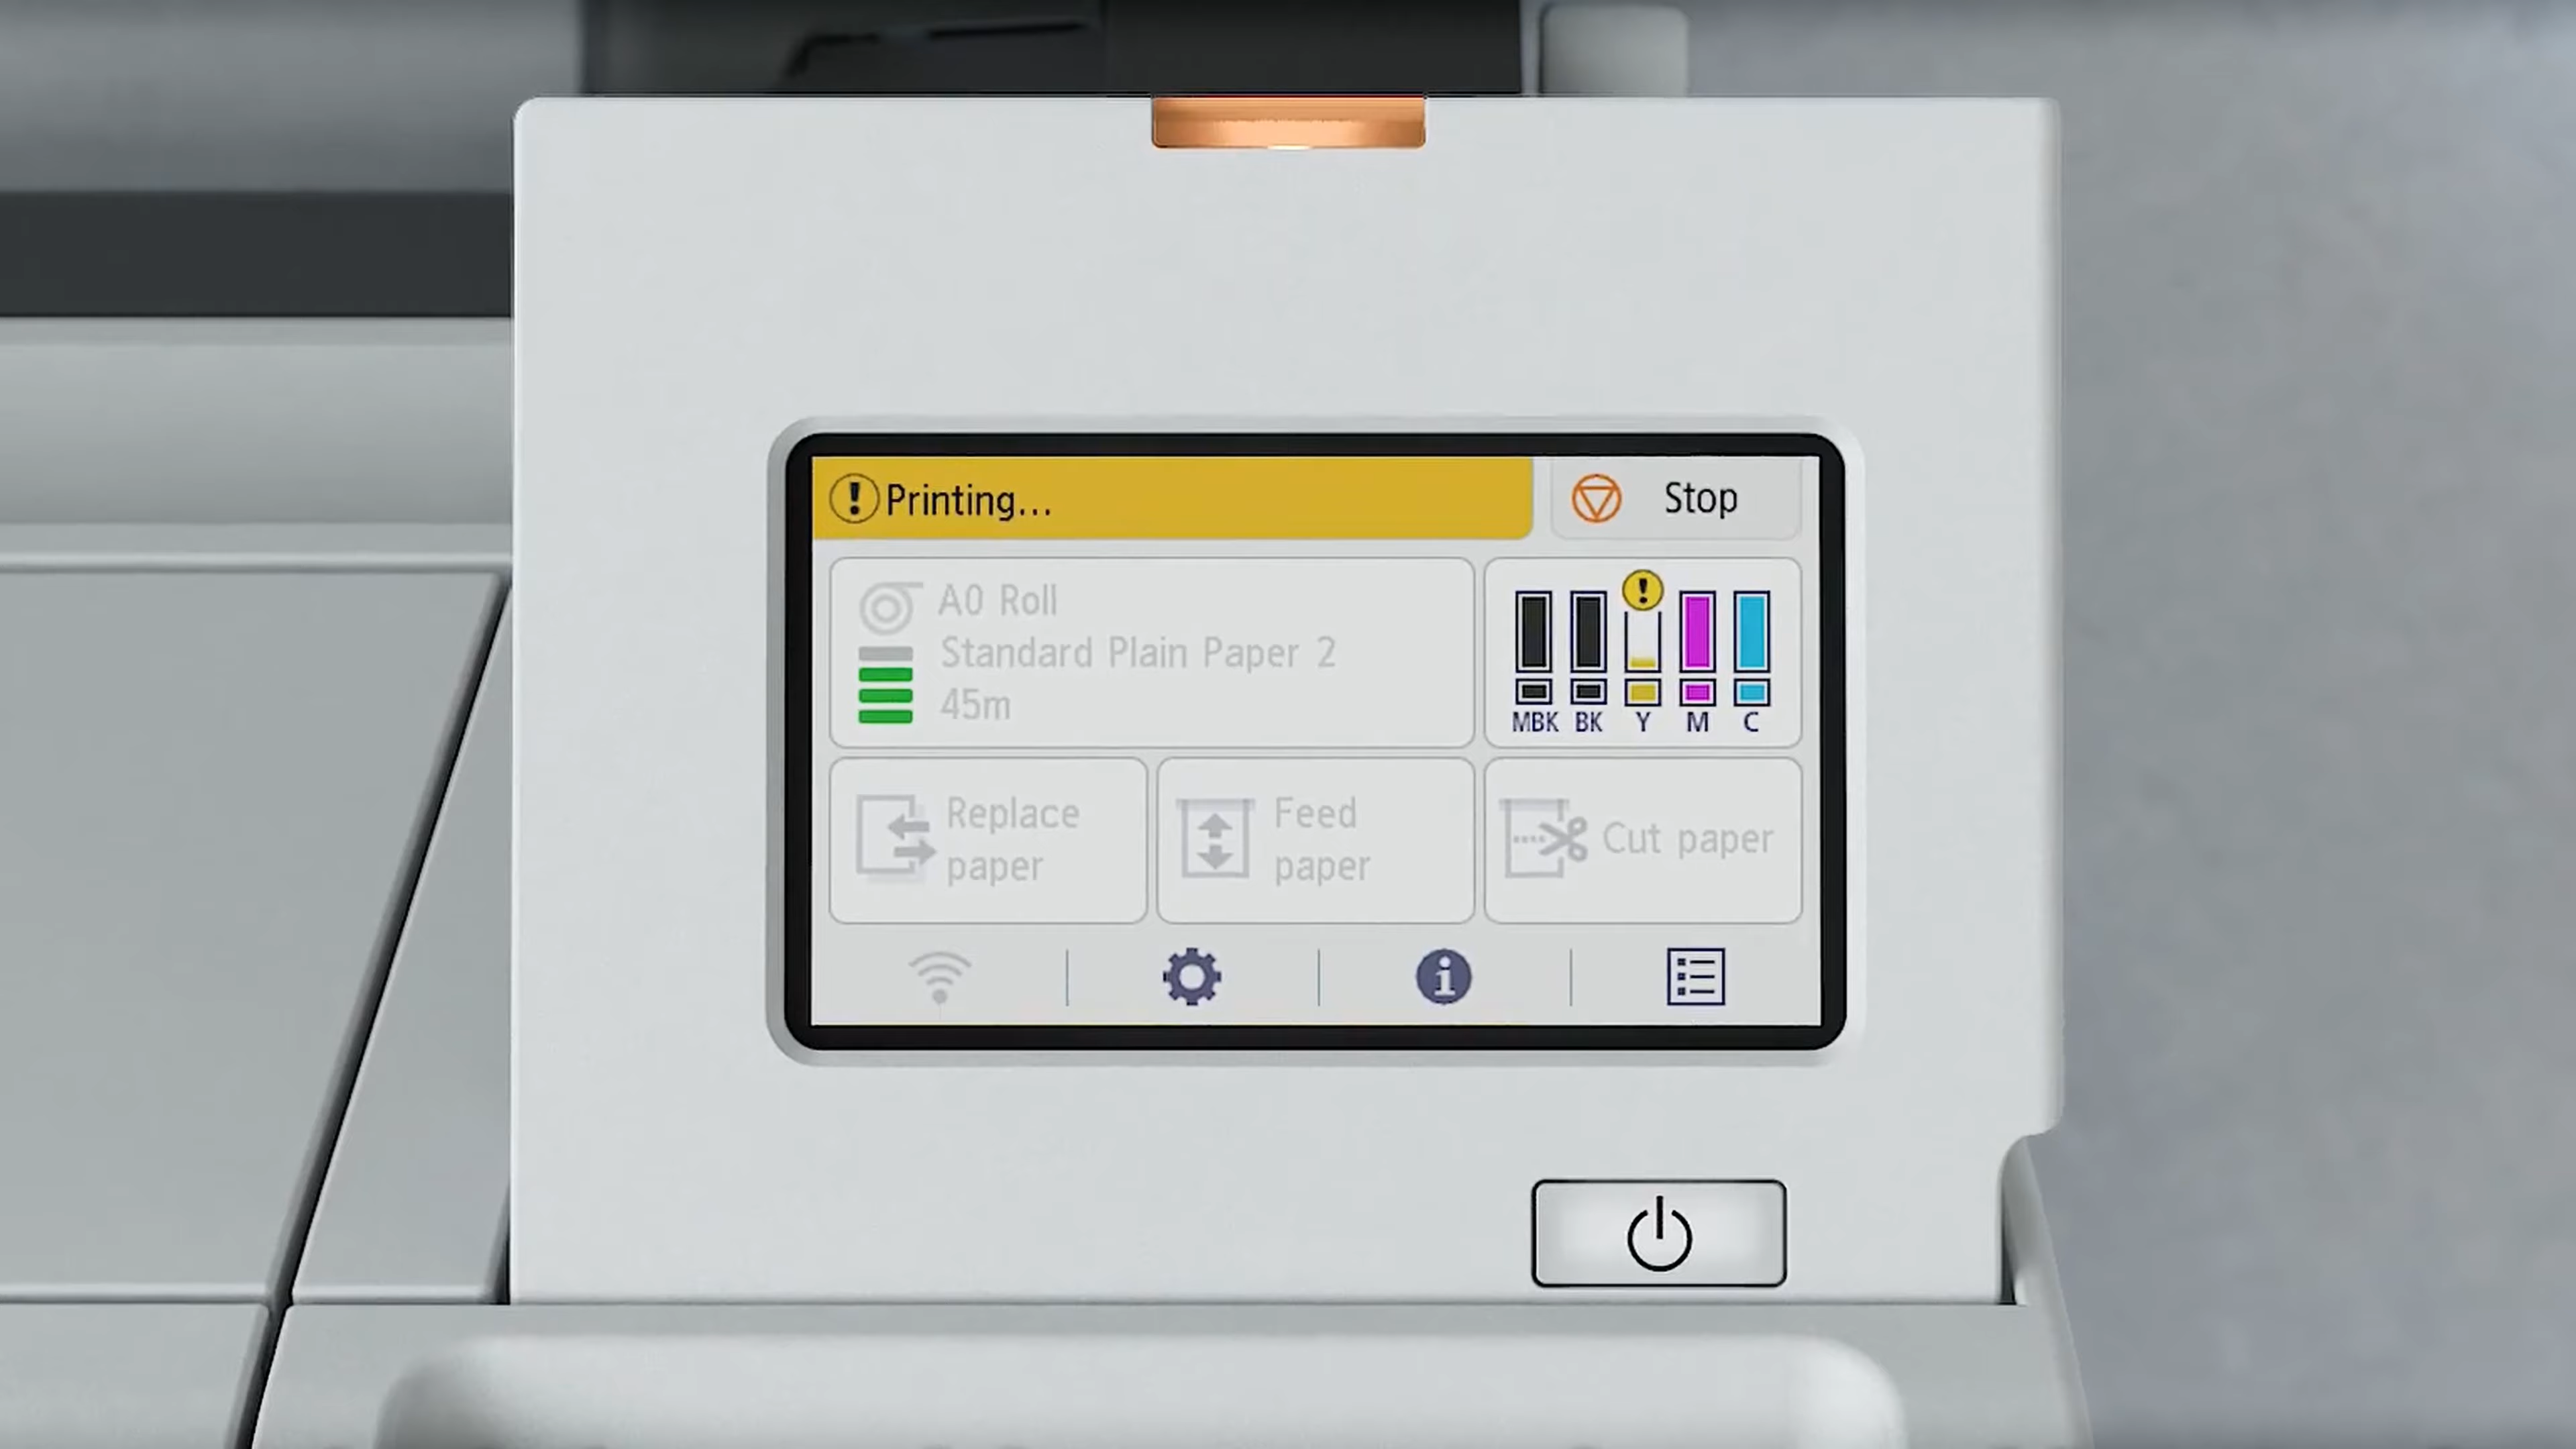 Printing...
Stop
A0 Roll
Standard Plain Paper 2
45m
MBK BK Y M C
Replace
paper
Feed
paper
Cut paper